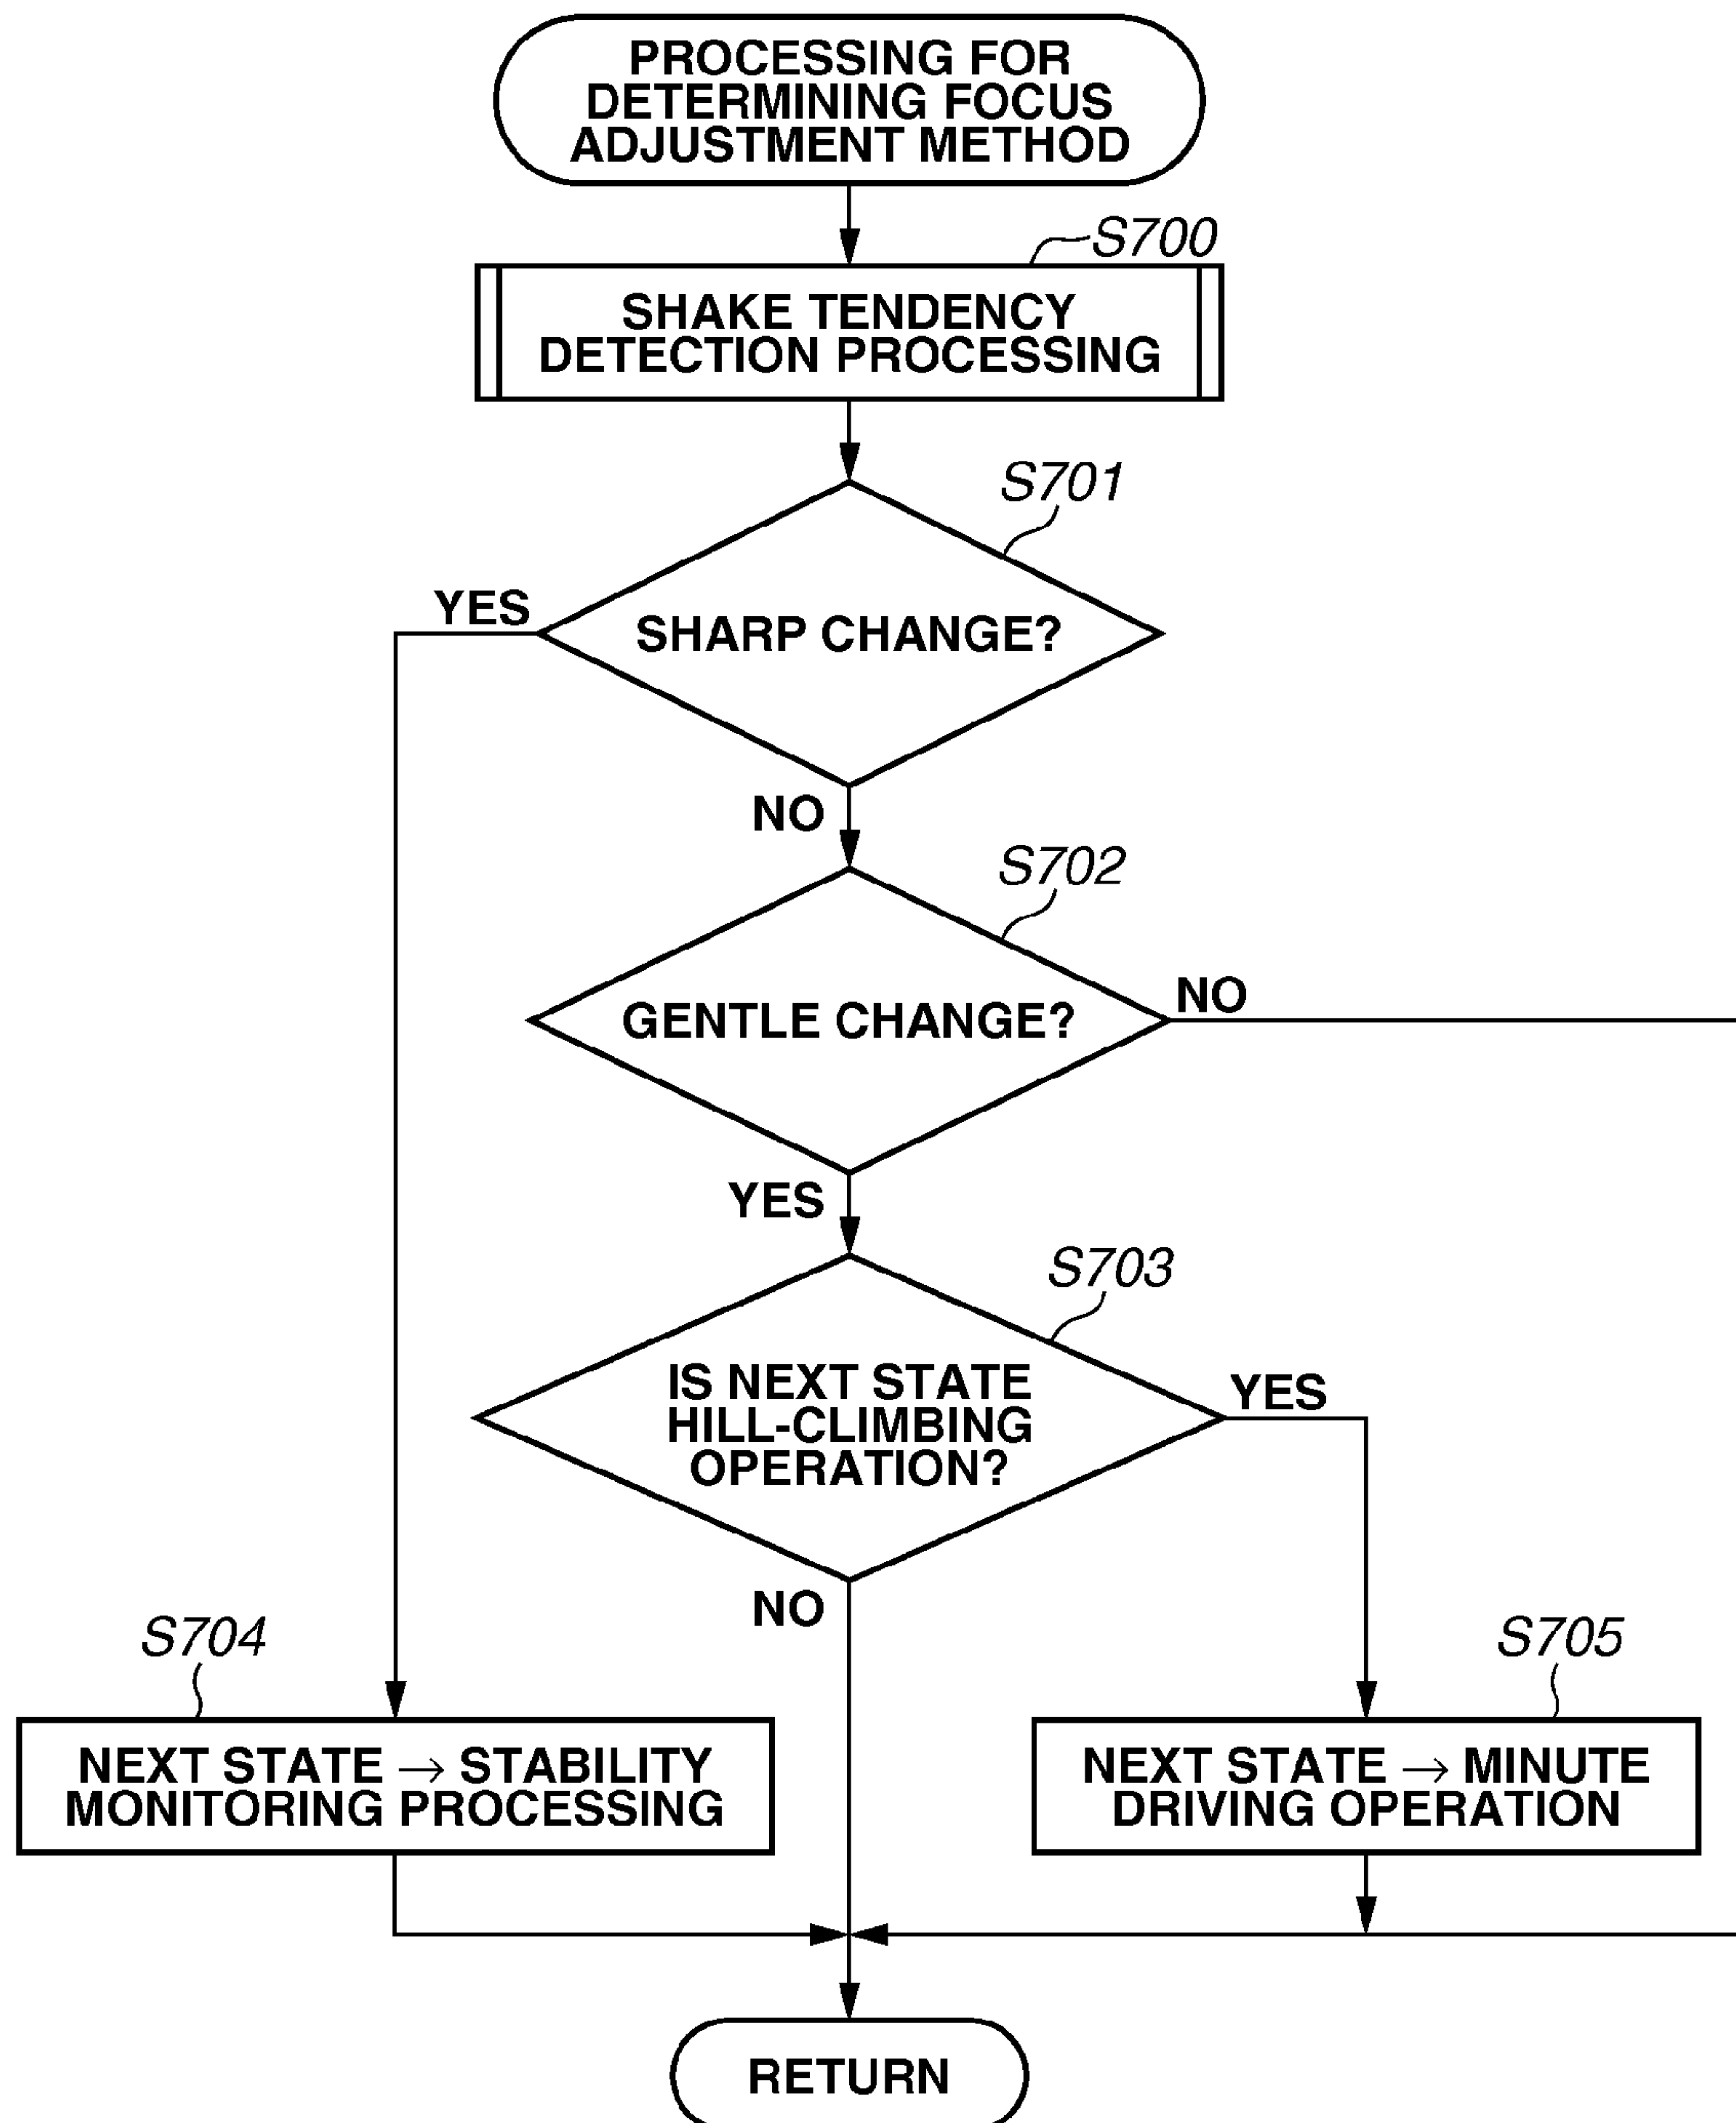 PROCESSING FOR
DETERMINING FOCUS
ADJUSTMENT METHOD
S700
SHAKE TENDENCY
DETECTION PROCESSING
S701
YES
SHARP CHANGE?
NO
S702
GENTLE CHANGE?
NO
YES
S703
IS NEXT STATE
HILL-CLIMBING
OPERATION?
YES
NO
S704
NEXT STATE → STABILITY
MONITORING PROCESSING
S705
NEXT STATE → MINUTE
DRIVING OPERATION
RETURN